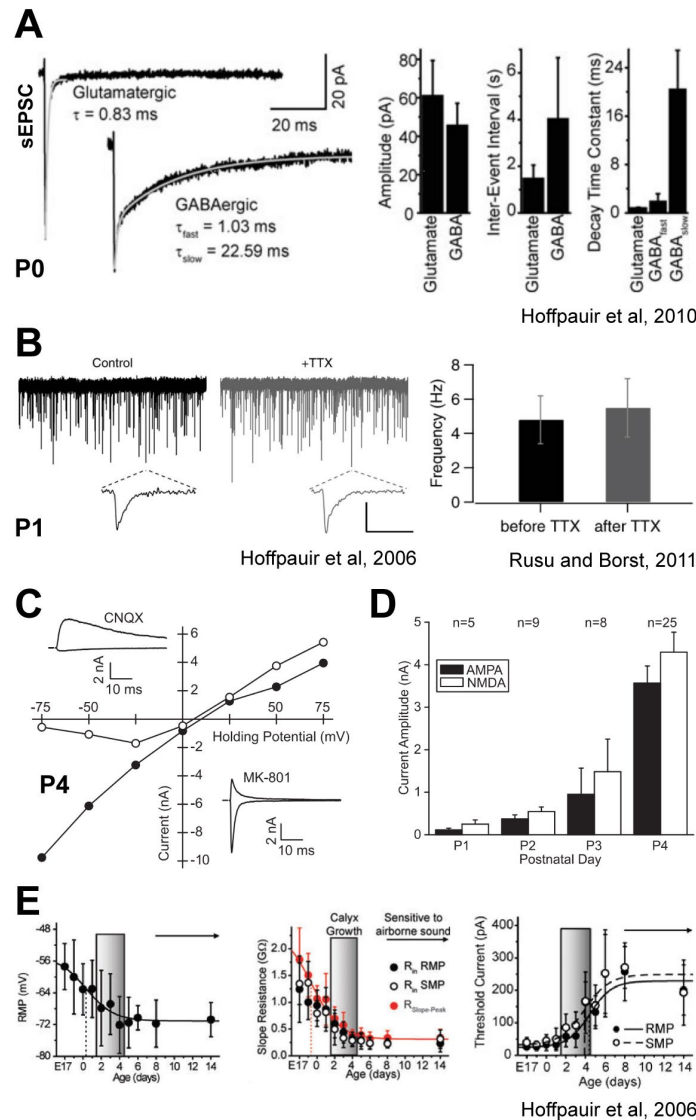 A
sEPSC
Glutamatergic
τ = 0.83 ms
20 pA
20 ms
GABAergic
τfast = 1.03 ms
τslow = 22.59 ms
P0
Amplitude (pA)
80
60
40
20
0
Glutamate
GABA
Inter-Event Interval (s)
6
4
2
0
Glutamate
GABA
Decay Time Constant (ms)
24
16
8
0
Glutamate
GABAfast
GABAslow
Hoffpauir et al, 2010
B
Control
+TTX
P1
Hoffpauir et al, 2006
Frequency (Hz)
8
6
4
2
0
before TTX
after TTX
Rusu and Borst, 2011
C
CNQX
2 nA
10 ms
6
4
2
-75
-50
50
75
Holding Potential (mV)
-2
-4
-6
-8
-10
Current (nA)
P4
MK-801
2 nA
10 ms
D
n=5 n=9 n=8 n=25
AMPA
NMDA
Current Amplitude (nA)
5
4
3
2
1
0
P1 P2 P3 P4
Postnatal Day
E
RMP (mV)
-48
-56
-64
-72
-80
E17 0 2 4 6 8 10 12 14
Age (days)
Calyx
Growth
Sensitive to
airborne sound
Slope Resistance (GΩ)
2.0
1.5
1.0
0.5
0.0
Rin RMP
Rin SMP
RSlope-Peak
E17 0 2 4 6 8 10 12 14
Age (days)
Threshold Current (pA)
400
300
200
100
0
RMP
SMP
E17 0 2 4 6 8 10 12 14
Age (days)
Hoffpauir et al, 2006